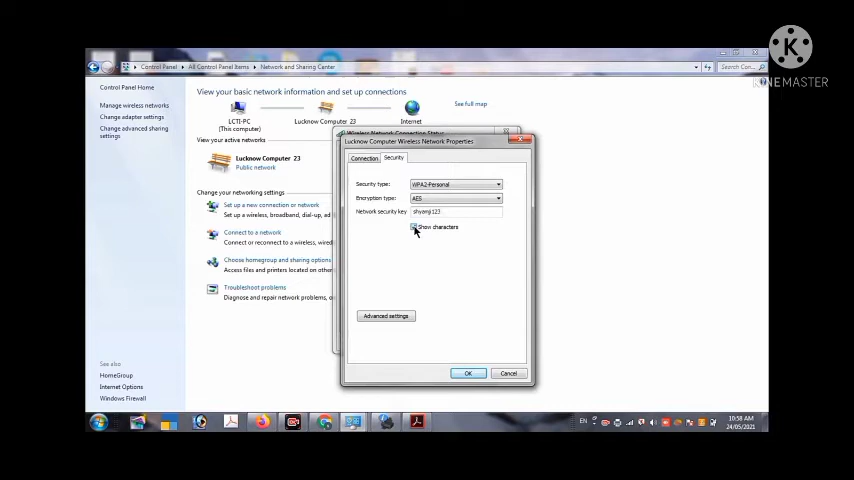 K
KINEMASTER
Control Panel
All Control Panel Items
Network and Sharing Center
Search Con...
Control Panel Home
View your basic network information and set up connections
Manage wireless networks
See full map
Change adapter settings
LCTI-PC
Lucknow Computer 23
Internet
(This computer)
Change advanced sharing
settings
View your active networks
Wireless Network Connection Status
Lucknow Computer Wireless Network Properties
Lucknow Computer 23
Public network
Connection
Security
Security type:
WPA2-Personal
Change your networking settings
Encryption type:
AES
Set up a new connection or network
Network security key
shyamji123
Set up a wireless, broadband, dial-up, ad
Show characters
Connect to a network
Connect or reconnect to a wireless, wired,
Choose homegroup and sharing options
Access files and printers located on other
Troubleshoot problems
Diagnose and repair network problems,
Advanced settings
See also
HomeGroup
OK
Cancel
Internet Options
Windows Firewall
EN
10:58 AM
24/05/2021